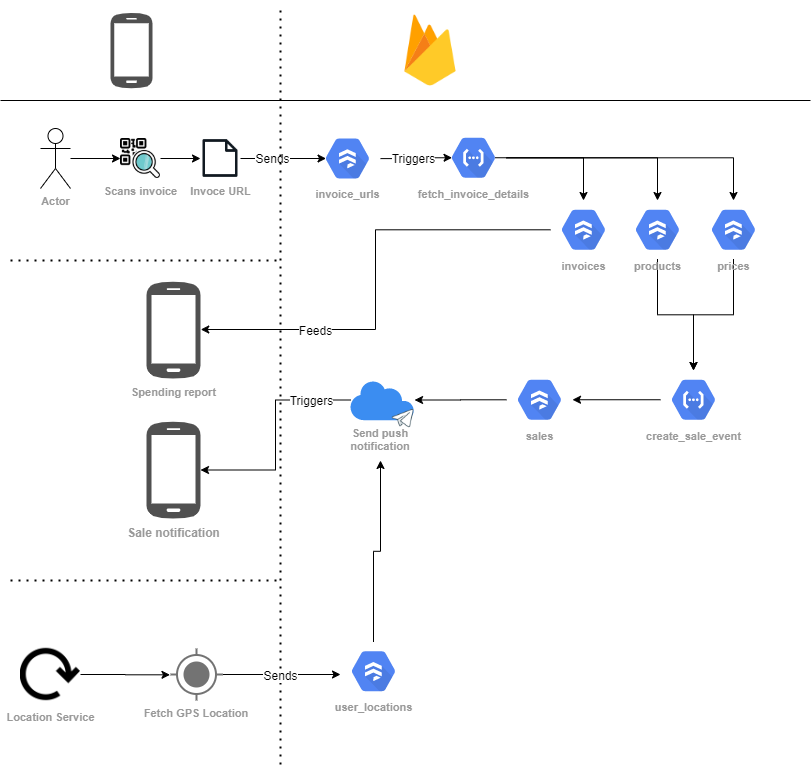 Sends
Triggers
Actor
Scans invoice
Invoce URL
invoice_urls
fetch_invoice_details
invoices
products
prices
Feeds
Spending report
Triggers
Send push
notification
sales
create_sale_event
Sale notification
Sends
Location Service
Fetch GPS Location
user_locations